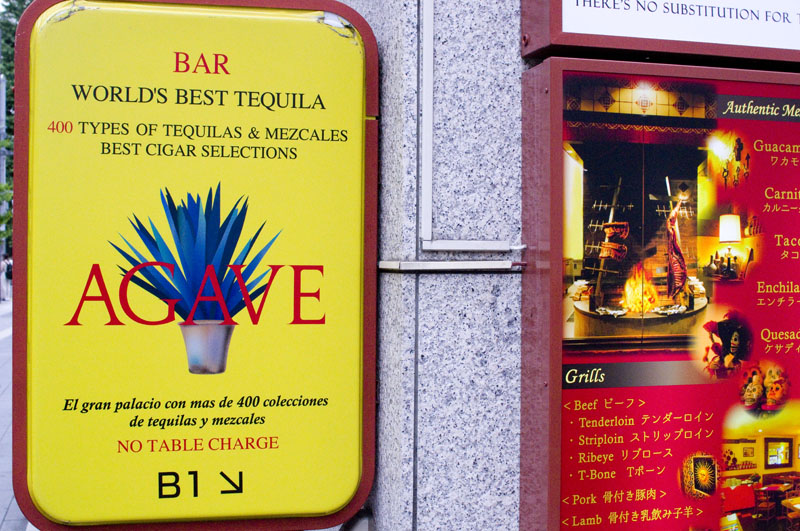 BAR
WORLD'S BEST TEQUILA
400 TYPES OF TEQUILAS & MEZCALES
BEST CIGAR SELECTIONS
AGAVE
El gran palacio con mas de 400 colecciones
de tequilas y mezcales
NO TABLE CHARGE
B1 ↘
THERE'S NO SUBSTITUTION FOR
Authentic Me
Guacam
ワカモ
Carnit
カルニー
Taco
タコ
Enchila
エンチラー
Quesad
ケサディ
Grills
< Beef ビーフ >
・Tenderloin テンダーロイン
・Striploin ストリップロイン
・Ribeye リブロース
・T-Bone Tボーン
< Pork 骨付き豚肉 >
< Lamb 骨付き乳飲み子羊 >